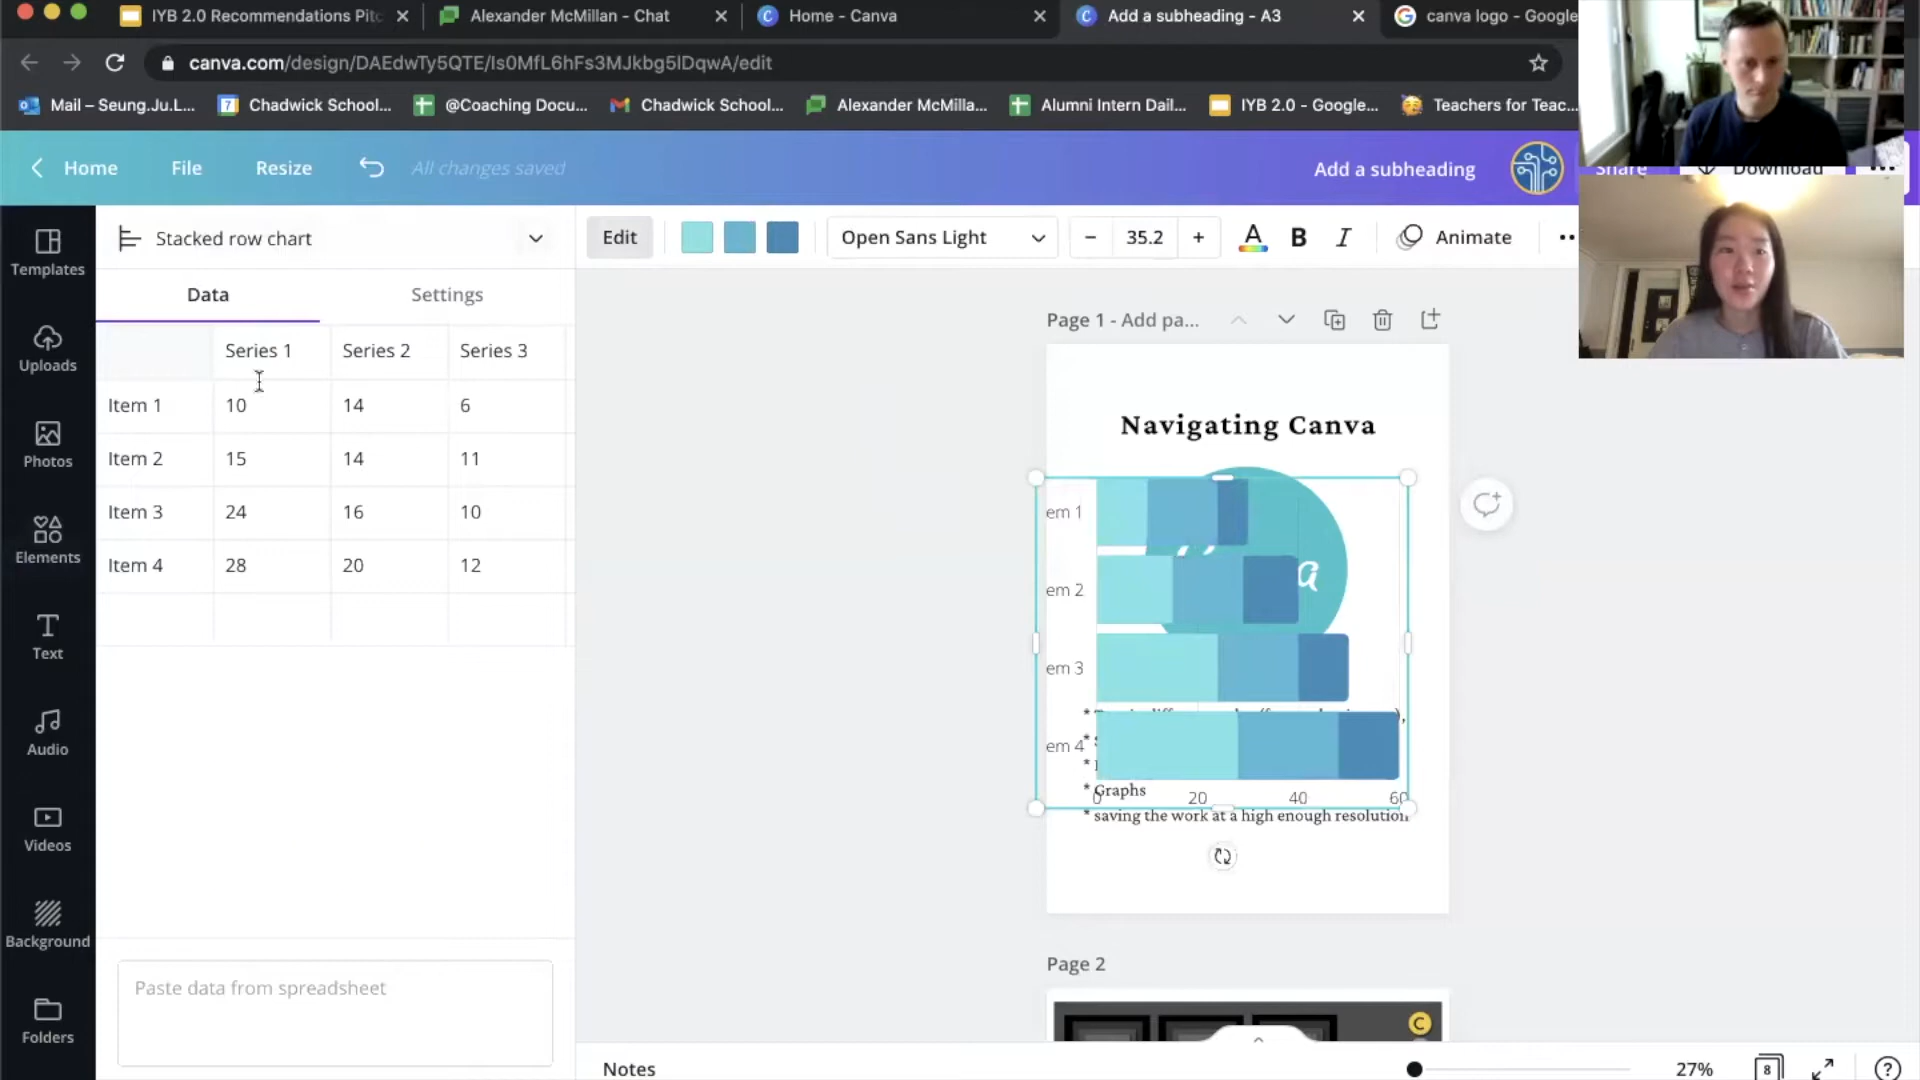 IYB 2.0 Recommendations Pitc
Alexander McMillan - Chat
Home - Canva
Add a subheading - A3
canva logo - Google
canva.com/design/DAEdwTy5QTE/Is0MfL6hFs3MJkbg5lDqwA/edit
Mail – Seung.Ju.L...
Chadwick School...
@Coaching Docu...
Chadwick School...
Alexander McMilla...
Alumni Intern Dail...
IYB 2.0 - Google...
Teachers for Teac...
Home
File
Resize
All changes saved
Add a subheading
Share
Download
Stacked row chart
Edit
Open Sans Light
35.2
A
B
I
Animate
Data
Settings
Series 1
Series 2
Series 3
Item 1
10
14
6
Item 2
15
14
11
Item 3
24
16
10
Item 4
28
20
12
Paste data from spreadsheet
Templates
Uploads
Photos
Elements
Text
Audio
Videos
Background
Folders
Page 1 - Add pa...
Navigating Canva
em 1
em 2
em 3
em 4
* Graphs
0
20
40
60
* saving the work at a high enough resolution
Page 2
C
Notes
27%
8
?